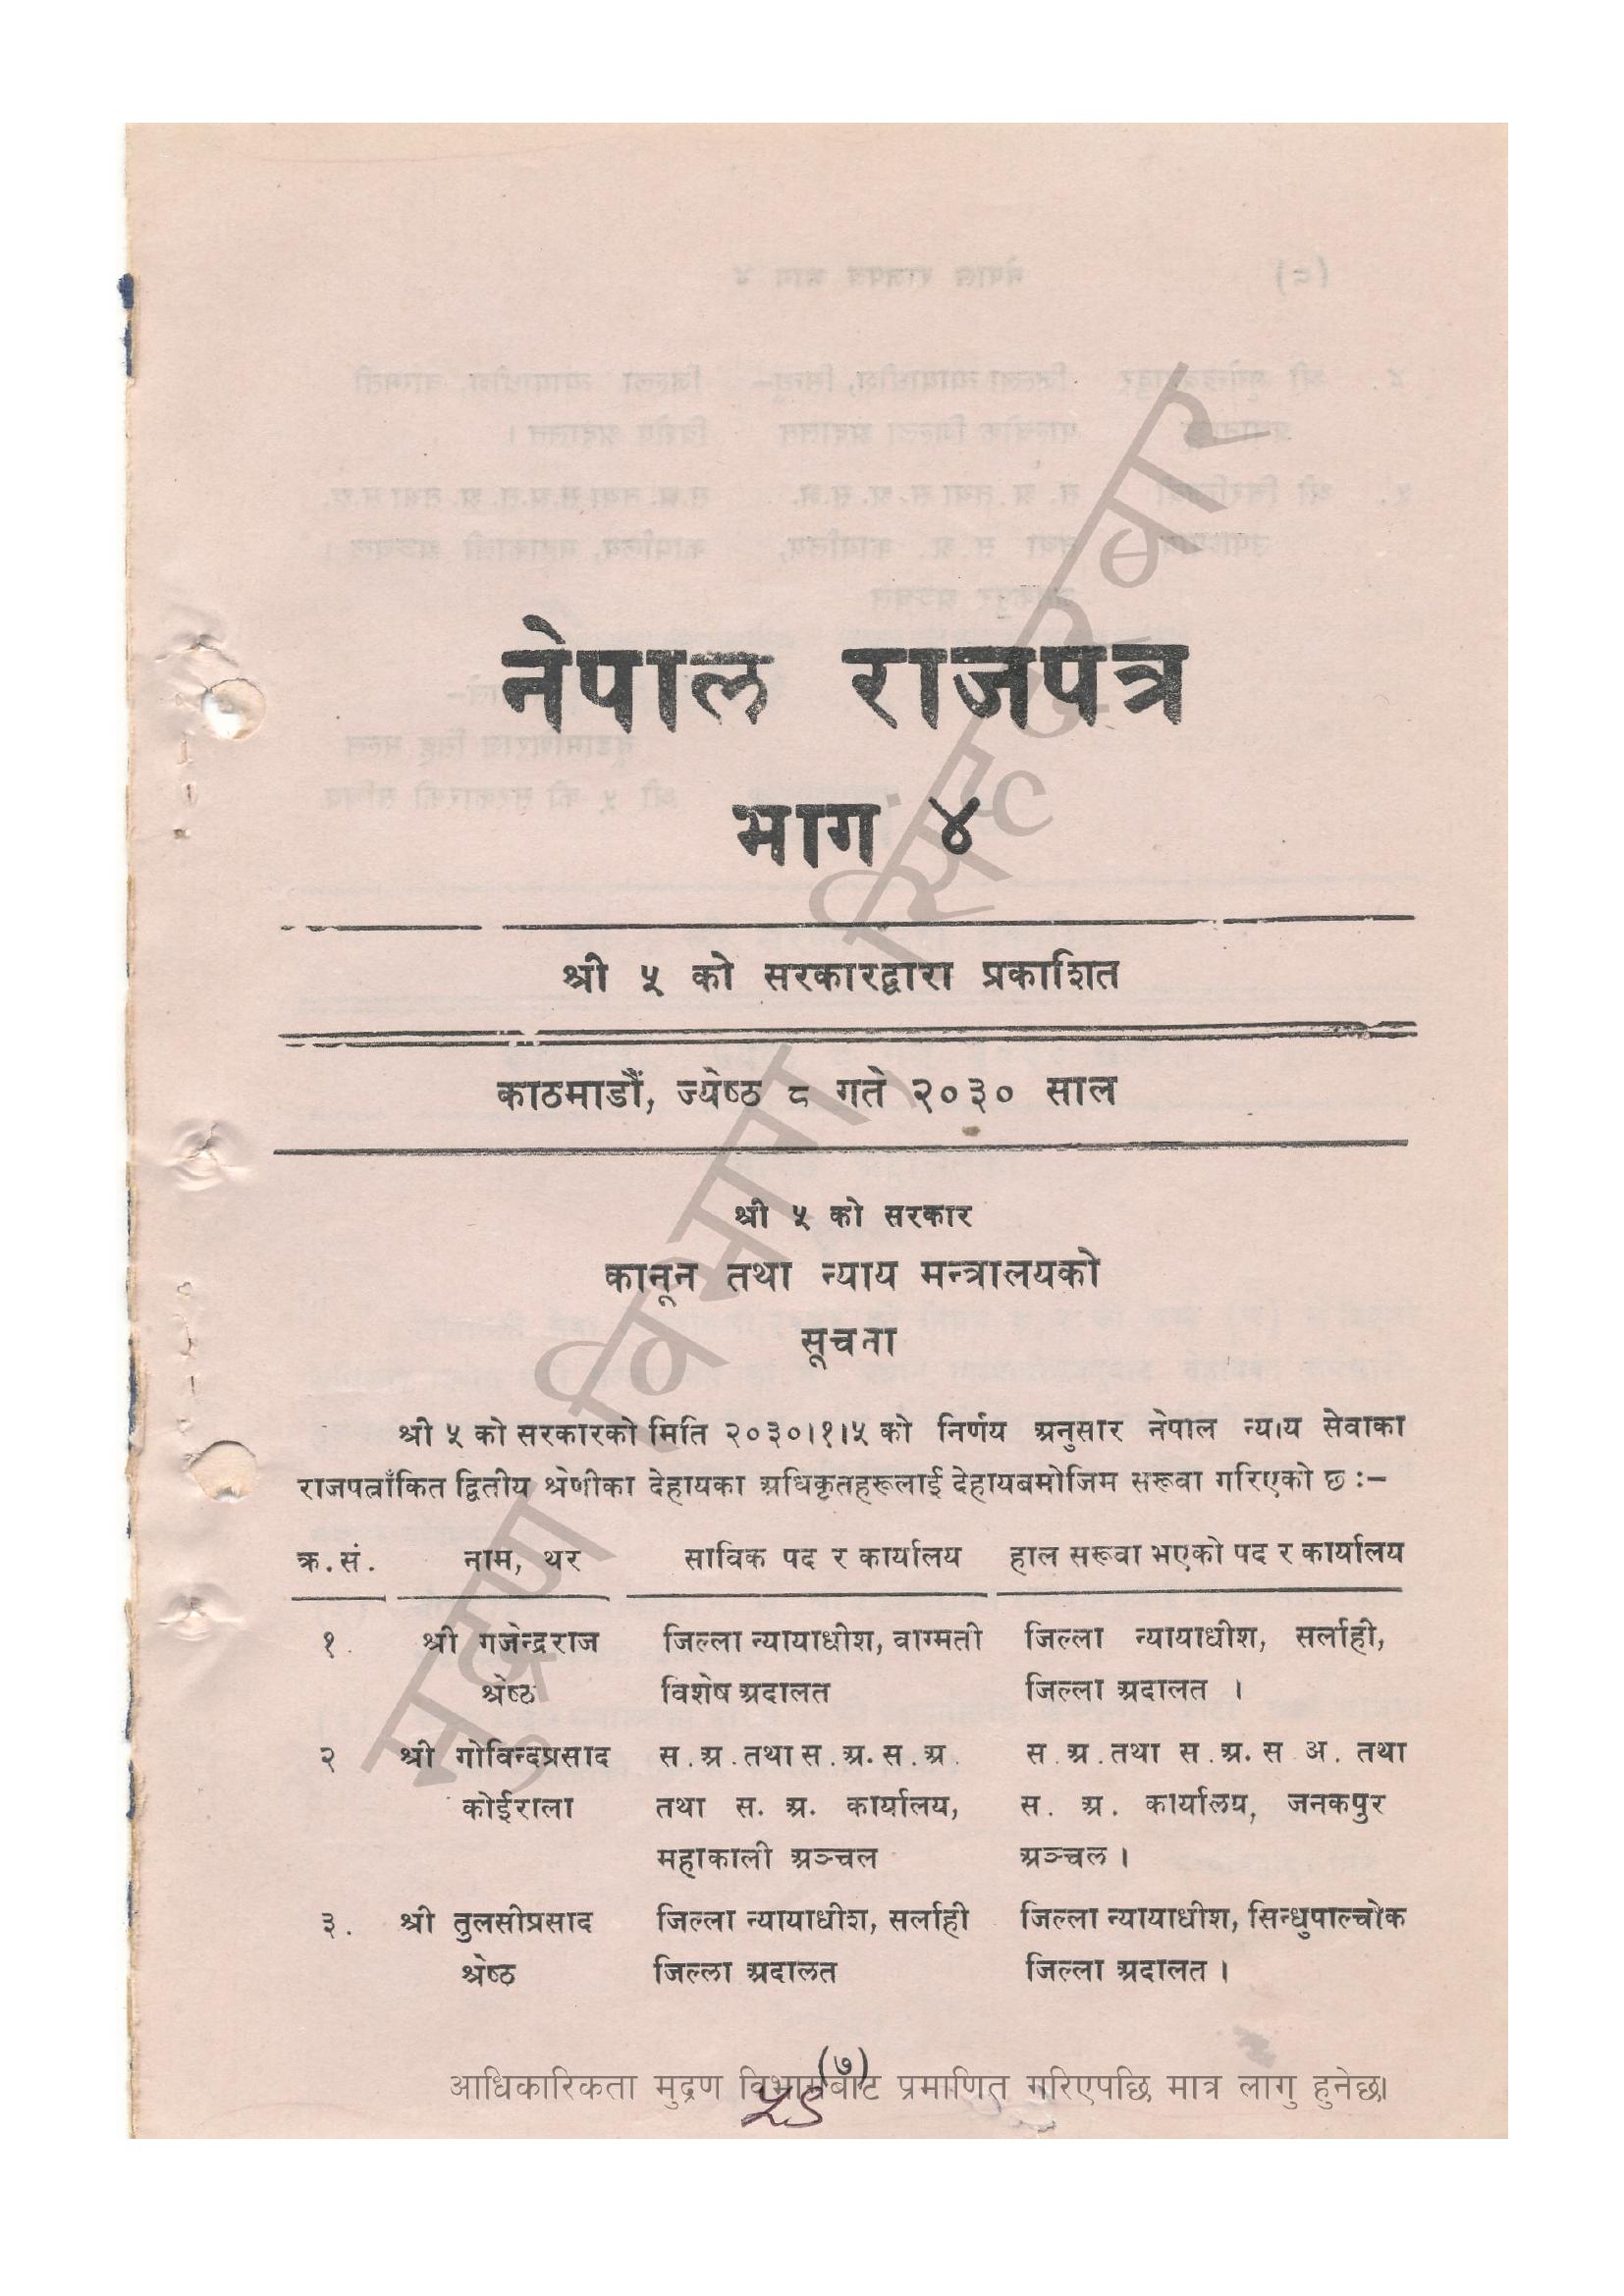 नेपाल राजपत्र
भाग ४
श्री ५ को सरकारद्वारा प्रकाशित
काठमाडौं, ज्येष्ठ ८ गते २०३० साल
श्री ५ को सरकार
कानून तथा न्याय मन्त्रालयको
सूचना
श्री ५ को सरकारको मिति २०३०।१।५ को निर्णय अनुसार नेपाल न्याय सेवाका
राजपत्राँकित द्वितीय श्रेणीका देहायका अधिकृतहरूलाई देहायबमोजिम सरूवा गरिएको छ :–
क्र.सं. नाम, थर साविक पद र कार्यालय हाल सरूवा भएको पद र कार्यालय
१. श्री गजेन्द्रराज जिल्ला न्यायाधीश, वाग्मती जिल्ला न्यायाधीश, सर्लाही,
श्रेष्ठ विशेष अदालत जिल्ला अदालत ।
२ श्री गोविन्दप्रसाद स.अ.तथा स.अ.स.अ. स.अ.तथा स.अ.स अ. तथा
कोईराला तथा स. अ. कार्यालय, स. अ. कार्यालय, जनकपुर
महाकाली अञ्चल अञ्चल ।
३. श्री तुलसीप्रसाद जिल्ला न्यायाधीश, सर्लाही जिल्ला न्यायाधीश, सिन्धुपाल्चोक
श्रेष्ठ जिल्ला अदालत जिल्ला अदालत ।
(७)
आधिकारिकता मुद्रण विभागबाट प्रमाणित गरिएपछि मात्र लागु हुनेछ।
मुद्रण विभाग, सिंहदरबार